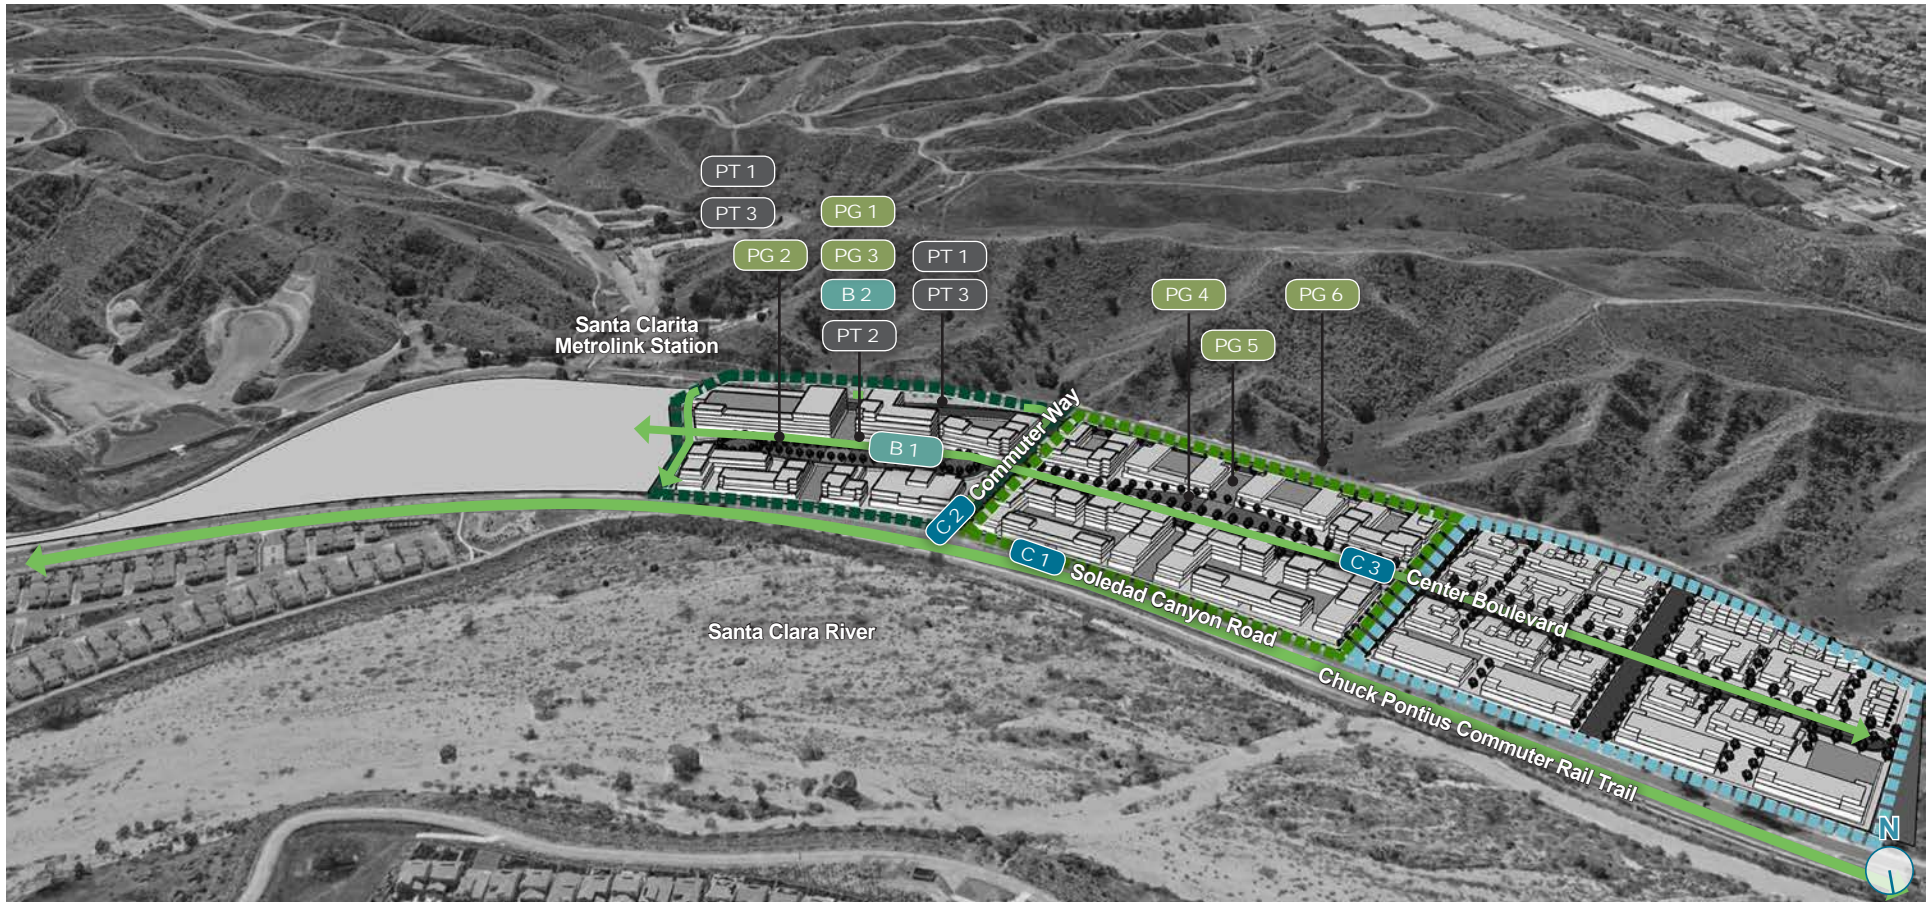 PT 1
PT 3
PG 1
PG 2
PG 3
PT 1
B 2
PT 3
PG 4
PG 6
Santa Clarita
Metrolink Station
PT 2
PG 5
Commuter Way
B 1
C 2
C 1
Soledad Canyon Road
C 3
Center Boulevard
Santa Clara River
Chuck Pontius Commuter Rail Trail
N